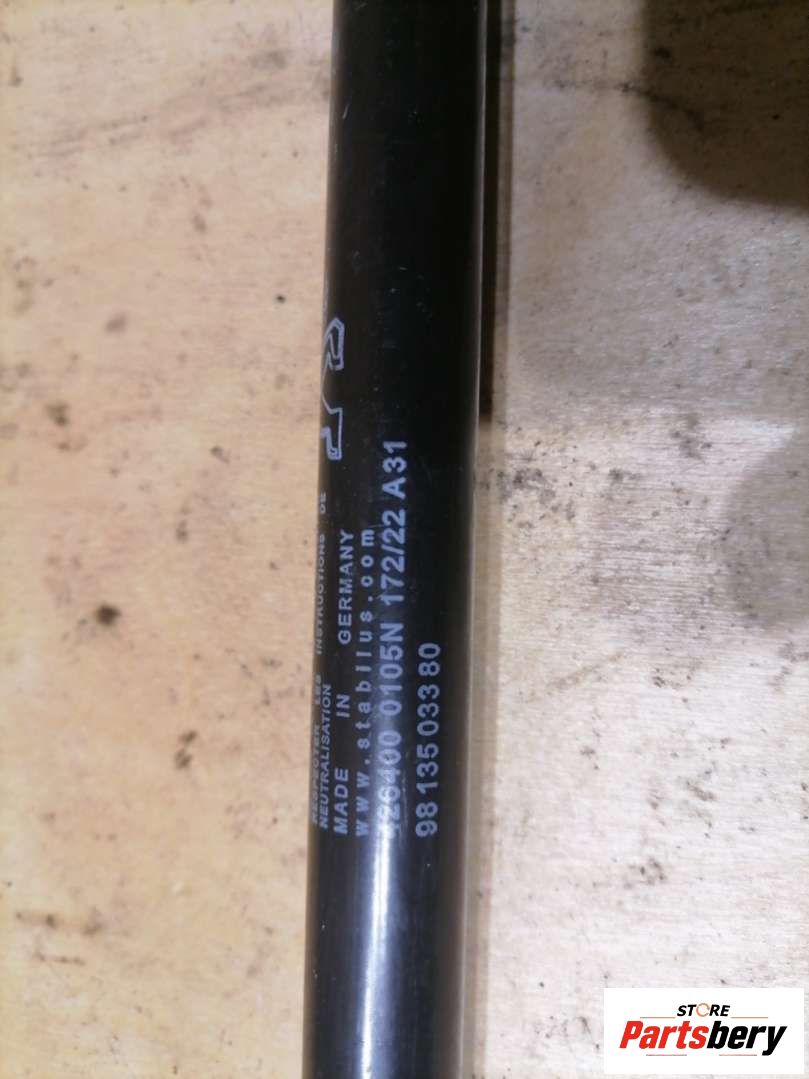 RESPECTER LES INSTRUCTIONS DE
NEUTRALISATION
MADE IN GERMANY
www.stabilus.com
426400 0105N 172/22 A31
98 135 033 80
STORE
Partsbery